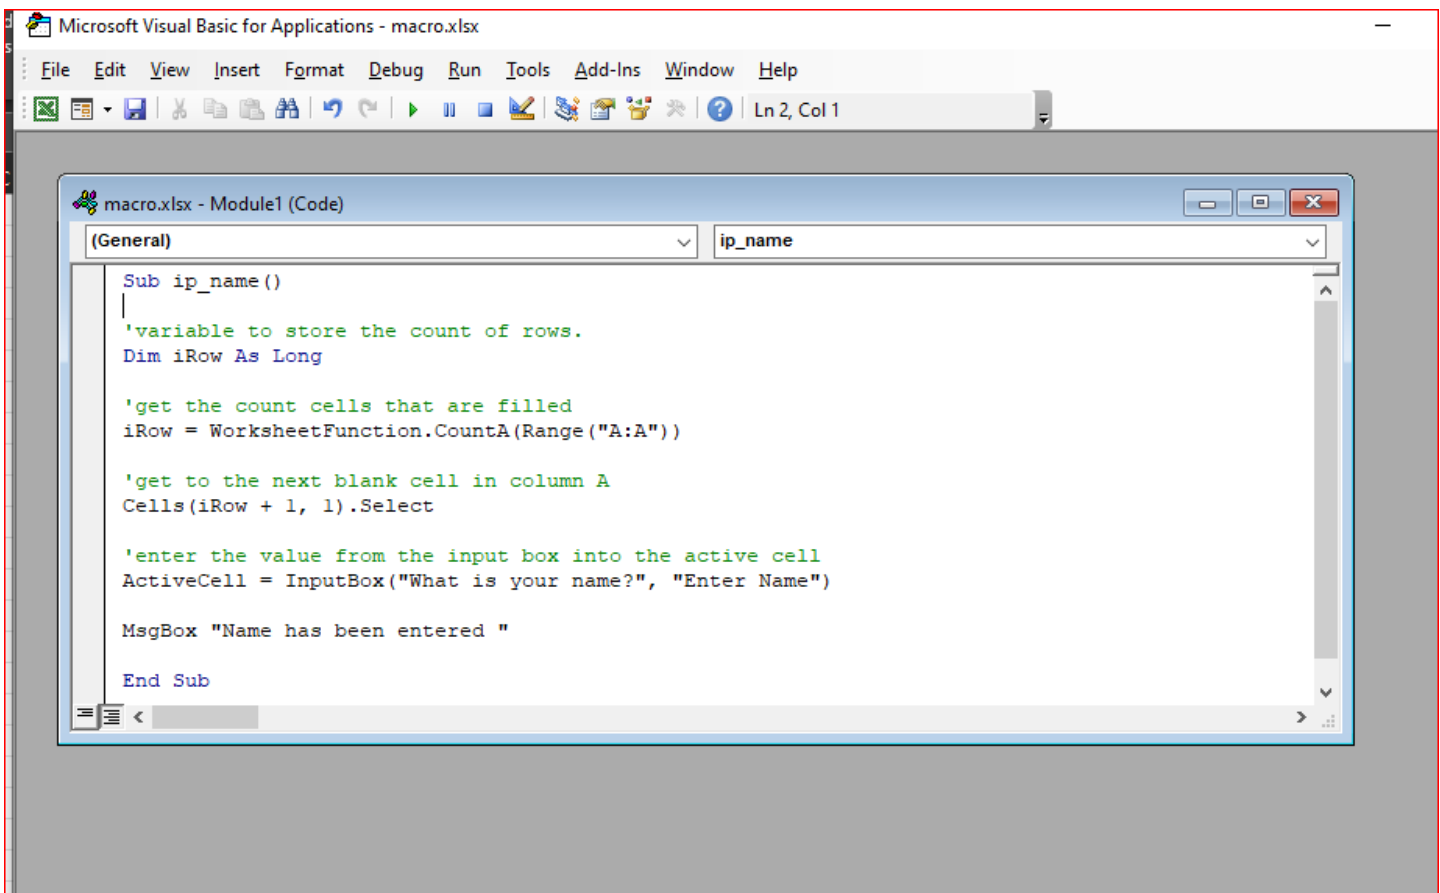 Microsoft Visual Basic for Applications - macro.xlsx
File Edit View Insert Format Debug Run Tools Add-Ins Window Help
Ln 2, Col 1
macro.xlsx - Module1 (Code)
(General) ip_name
Sub ip_name()
'variable to store the count of rows.
Dim iRow As Long
'get the count cells that are filled
iRow = WorksheetFunction.CountA(Range("A:A"))
'get to the next blank cell in column A
Cells(iRow + 1, 1).Select
'enter the value from the input box into the active cell
ActiveCell = InputBox("What is your name?", "Enter Name")
MsgBox "Name has been entered "
End Sub